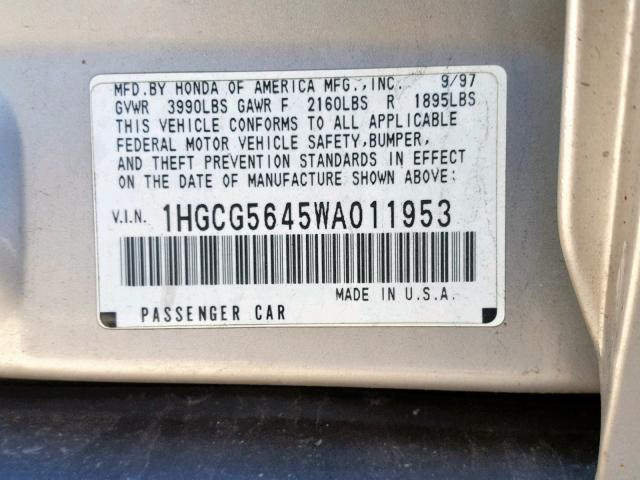 MFD.BY HONDA OF AMERICA MFG.,INC. 9/97
GVWR 3990LBS GAWR F 2160LBS R 1895LBS
THIS VEHICLE CONFORMS TO ALL APPLICABLE
FEDERAL MOTOR VEHICLE SAFETY,BUMPER,
AND THEFT PREVENTION STANDARDS IN EFFECT
ON THE DATE OF MANUFACTURE SHOWN ABOVE:
V.I.N. 1HGCG5645WA011953
MADE IN U.S.A.
PASSENGER CAR